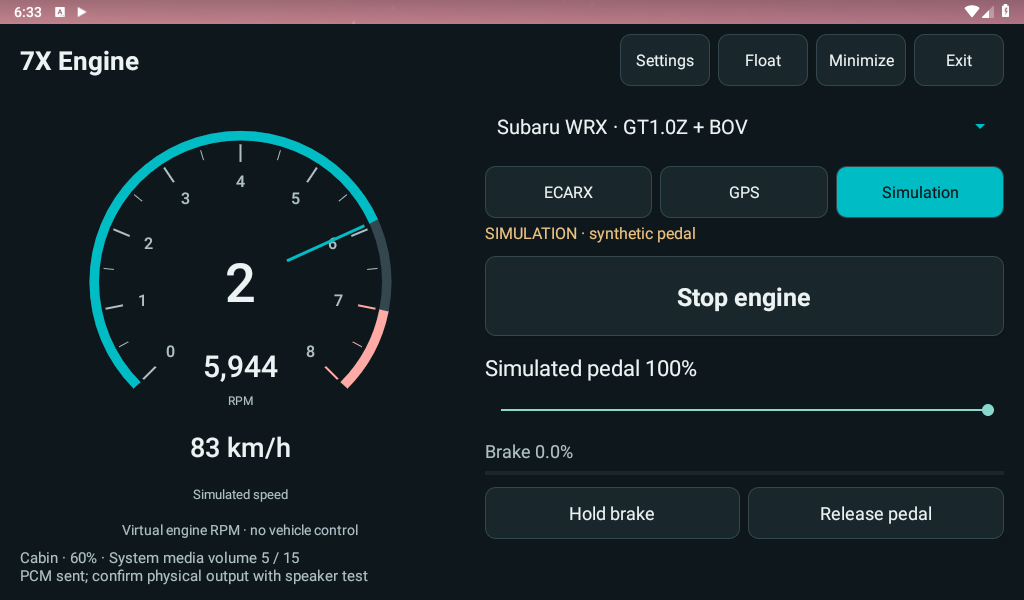 6:33
7X Engine
Settings
Float
Minimize
Exit
Subaru WRX · GT1.0Z + BOV
ECARX
GPS
Simulation
SIMULATION · synthetic pedal
Stop engine
Simulated pedal 100%
Brake 0.0%
Hold brake
Release pedal
0
1
2
3
4
5
6
7
8
2
5,944
RPM
83 km/h
Simulated speed
Virtual engine RPM · no vehicle control
Cabin · 60% · System media volume 5 / 15
PCM sent; confirm physical output with speaker test